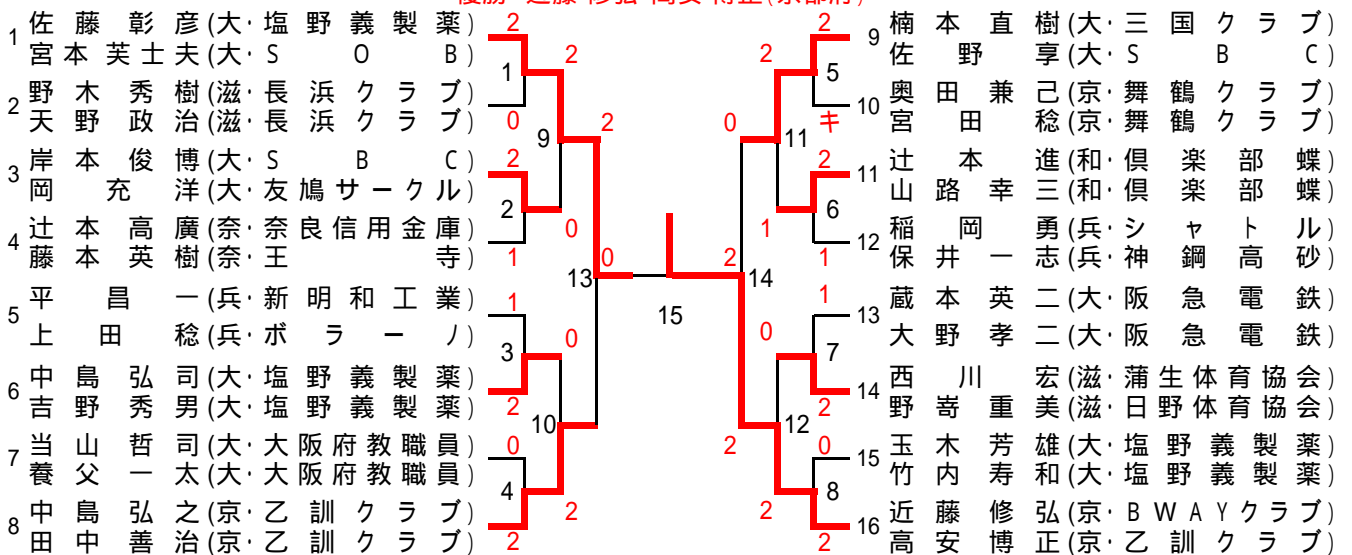 1 佐藤彰彦(大・塩野義製薬)
宮本芙士夫(大・S O B)
2 野木秀樹(滋・長浜クラブ)
天野政治(滋・長浜クラブ)
3 岸本俊博(大・S B C)
岡充洋(大・友鳩サークル)
4 辻本高廣(奈・奈良信用金庫)
藤本英樹(奈・王寺)
5 平昌一(兵・新明和工業)
上田稔(兵・ボラーノ)
6 中島弘司(大・塩野義製薬)
吉野秀男(大・塩野義製薬)
7 当山哲司(大・大阪府教職員)
養父一太(大・大阪府教職員)
8 中島弘之(京・乙訓クラブ)
田中善治(京・乙訓クラブ)
2
1
0
2
2
1
1
3
2
0
4
2
2
9
0
0
10
2
2
13
0
15
2
14
0
11
1
0
12
2
2
2
5
キ
2
6
1
1
7
2
0
8
2
9 楠本直樹(大・三国クラブ)
佐野享(大・S B C)
10 奥田兼己(京・舞鶴クラブ)
宮田稔(京・舞鶴クラブ)
11 辻本進(和・倶楽部蝶)
山路幸三(和・倶楽部蝶)
12 稲岡勇(兵・シャトル)
保井一志(兵・神鋼高砂)
13 蔵本英二(大・阪急電鉄)
大野孝二(大・阪急電鉄)
14 西川宏(滋・蒲生体育協会)
野嵜重美(滋・日野体育協会)
15 玉木芳雄(大・塩野義製薬)
竹内寿和(大・塩野義製薬)
16 近藤修弘(京・BWAYクラブ)
高安博正(京・乙訓クラブ)